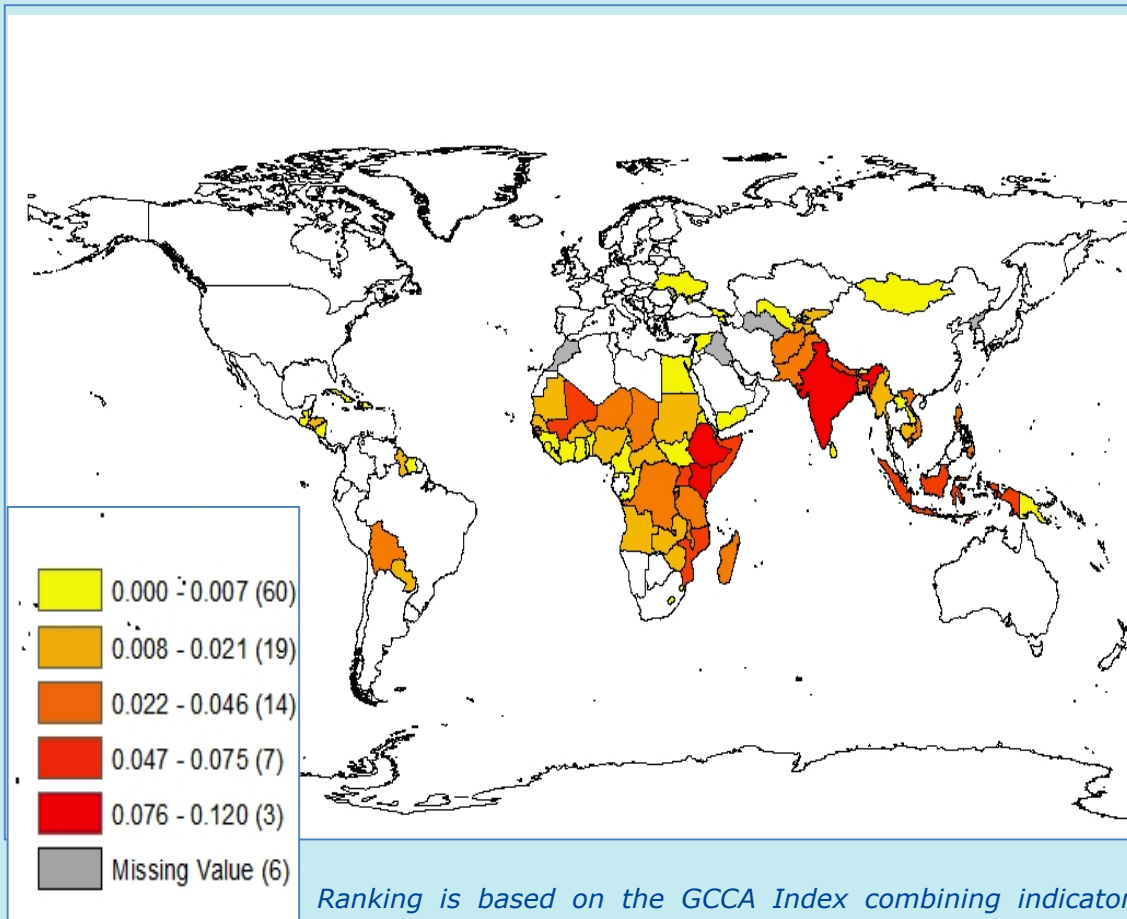 0.000 - 0.007 (60)
0.008 - 0.021 (19)
0.022 - 0.046 (14)
0.047 - 0.075 (7)
0.076 - 0.120 (3)
Missing Value (6)
Ranking is based on the GCCA Index combining indicator